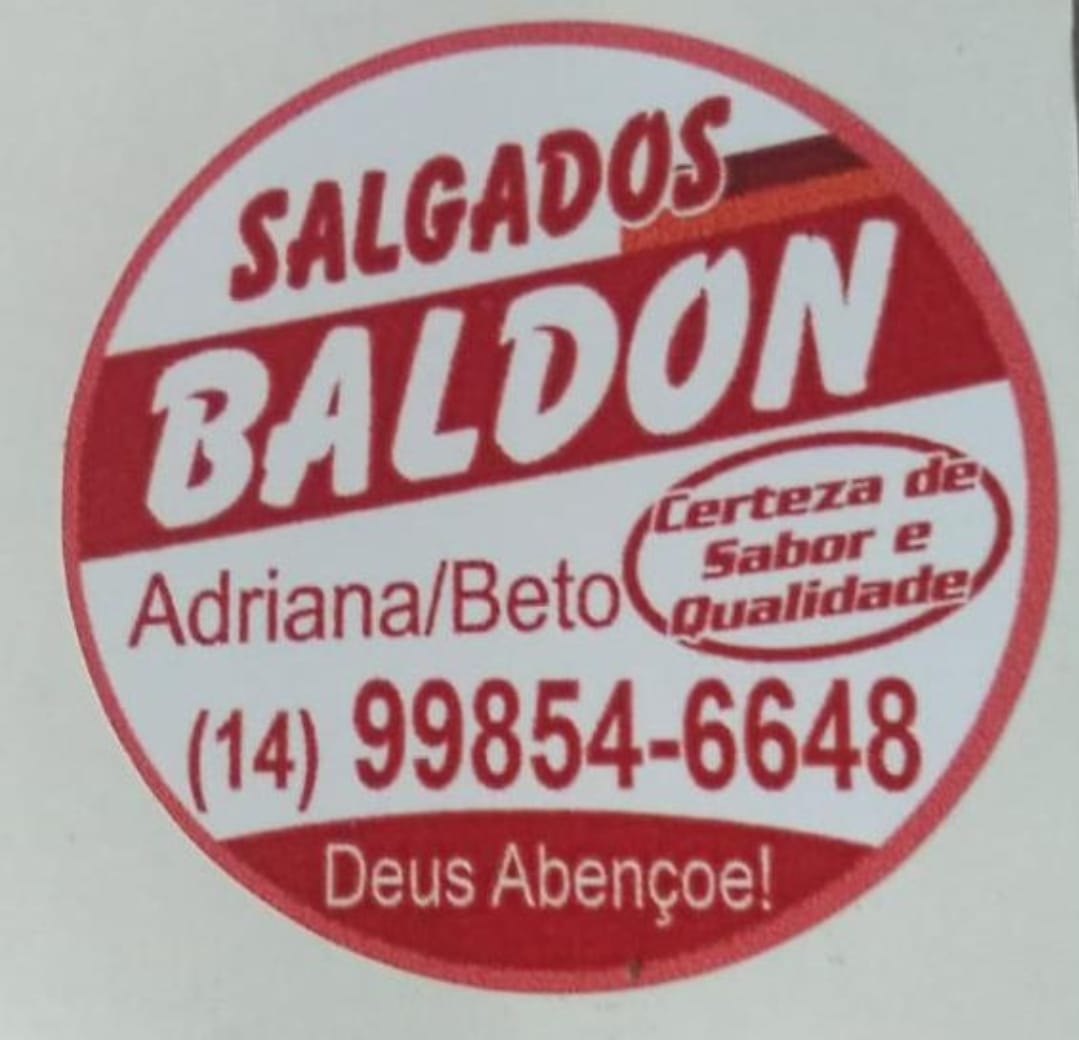 SALGADOS
BALDON
Certeza de
Sabor e
Qualidade
Adriana/Beto
(14) 99854-6648
Deus Abençoe!